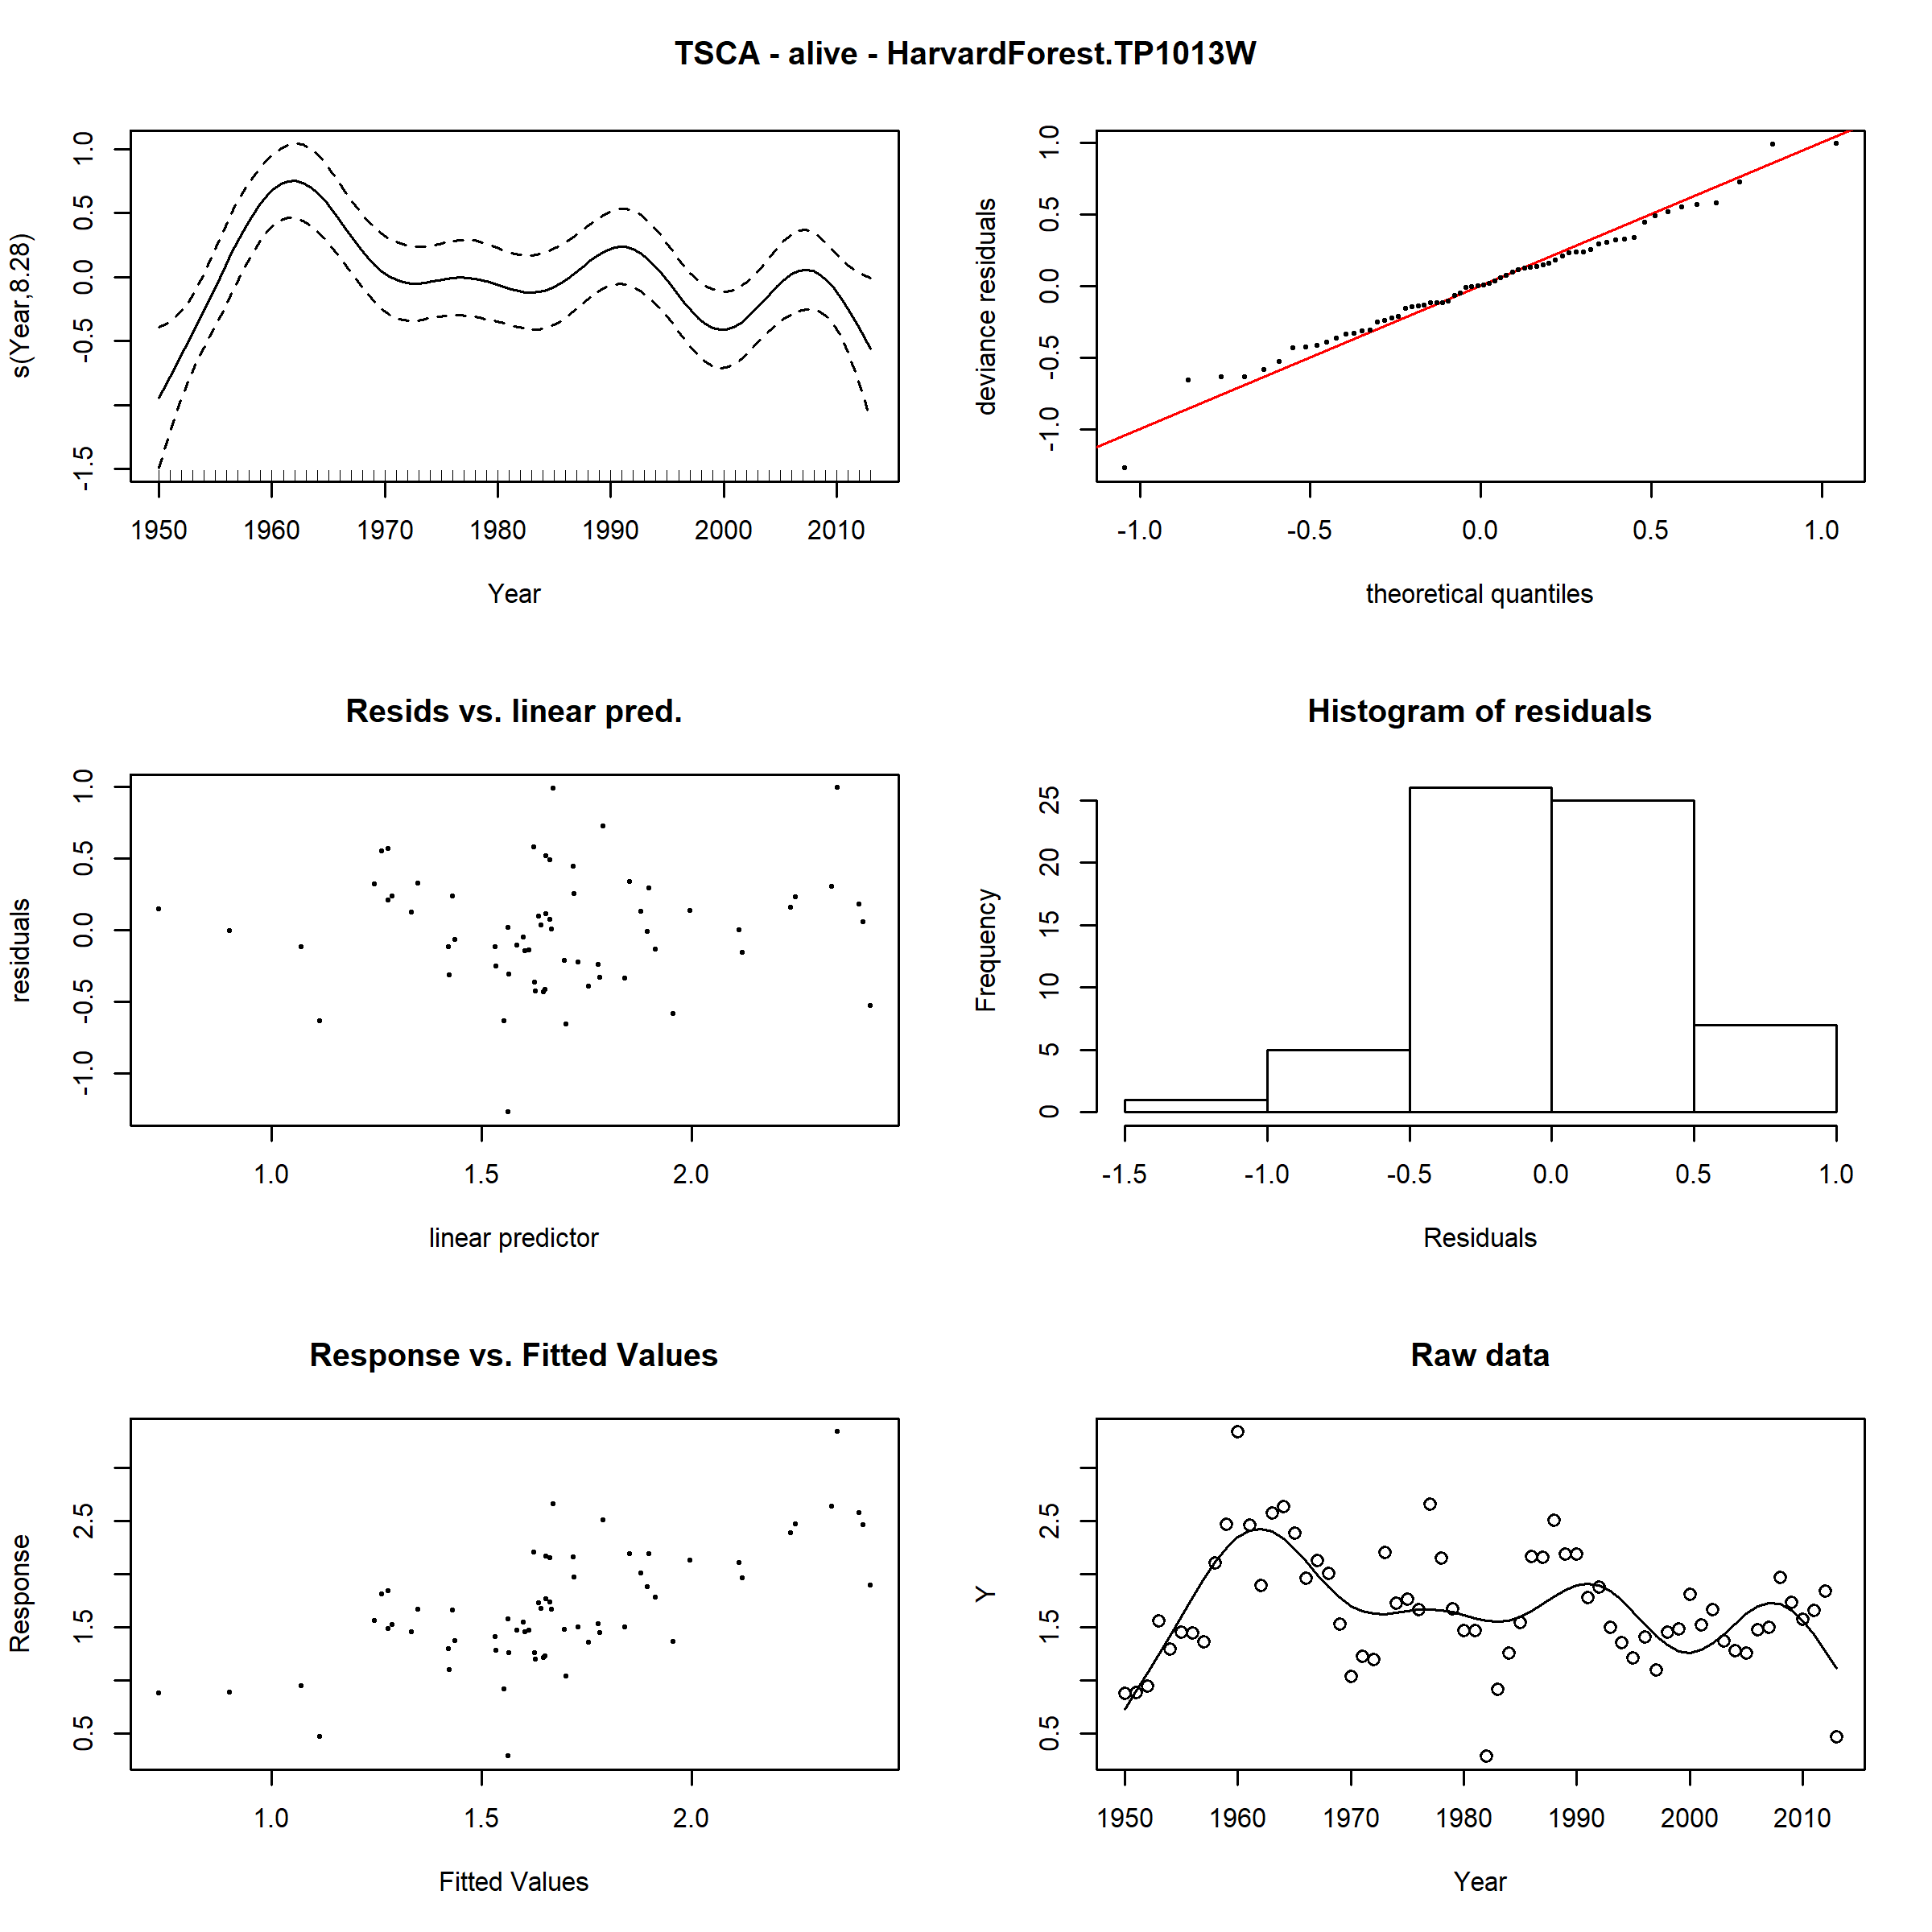 TSCA - alive - HarvardForest.TP1013W
s(Year,8.28)
1.0
0.5
0.0
-0.5
-1.5
1950 1960 1970 1980 1990 2000 2010
Year
deviance residuals
1.0
0.5
0.0
-0.5
-1.0
-1.0 -0.5 0.0 0.5 1.0
theoretical quantiles
Resids vs. linear pred.
residuals
1.0
0.5
0.0
-0.5
-1.0
1.0 1.5 2.0
linear predictor
Histogram of residuals
Frequency
25
20
15
10
5
0
-1.5 -1.0 -0.5 0.0 0.5 1.0
Residuals
Response vs. Fitted Values
Response
2.5
1.5
0.5
1.0 1.5 2.0
Fitted Values
Raw data
Y
2.5
1.5
0.5
1950 1960 1970 1980 1990 2000 2010
Year